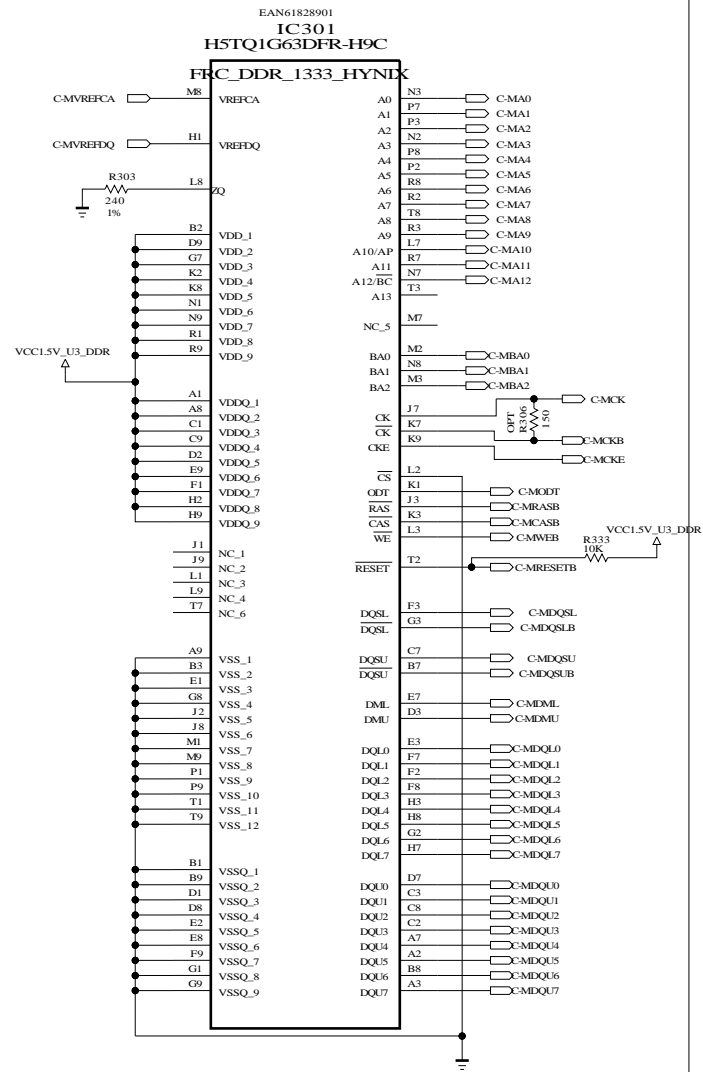 EAN61828901
IC301
H5TQ1G63DFR-H9C
FRC_DDR_1333_HYNIX
C-MVREFCA M8 VREFCA
C-MVREFDQ H1 VREFDQ
R303 L8 ZQ
240
1%
B2 VDD_1
D9 VDD_2
G7 VDD_3
K2 VDD_4
K8 VDD_5
N1 VDD_6
N9 VDD_7
R1 VDD_8
R9 VDD_9
VCC1.5V_U3_DDR
A1 VDDQ_1
A8 VDDQ_2
C1 VDDQ_3
C9 VDDQ_4
D2 VDDQ_5
E9 VDDQ_6
F1 VDDQ_7
H2 VDDQ_8
H9 VDDQ_9
J1 NC_1
J9 NC_2
L1 NC_3
L9 NC_4
T7 NC_6
A9 VSS_1
B3 VSS_2
E1 VSS_3
G8 VSS_4
J2 VSS_5
J8 VSS_6
M1 VSS_7
M9 VSS_8
P1 VSS_9
P9 VSS_10
T1 VSS_11
T9 VSS_12
B1 VSSQ_1
B9 VSSQ_2
D1 VSSQ_3
D8 VSSQ_4
E2 VSSQ_5
E8 VSSQ_6
F9 VSSQ_7
G1 VSSQ_8
G9 VSSQ_9
A0 N3 C-MA0
A1 P7 C-MA1
A2 P3 C-MA2
A3 N2 C-MA3
A4 P8 C-MA4
A5 P2 C-MA5
A6 R8 C-MA6
A7 R2 C-MA7
A8 T8 C-MA8
A9 R3 C-MA9
A10/AP L7 C-MA10
A11 R7 C-MA11
A12/BC N7 C-MA12
A13 T3
NC_5 M7
BA0 M2 C-MBA0
BA1 N8 C-MBA1
BA2 M3 C-MBA2
CK J7 C-MCK
OPT
R306
150
CK K7 C-MCKB
CKE K9 C-MCKE
CS L2
ODT K1 C-MODT
RAS J3 C-MRASB
CAS K3 C-MCASB
WE L3 C-MWEB
VCC1.5V_U3_DDR
R333
10K
RESET T2 C-MRESETB
DQSL F3 C-MDQSL
DQSL G3 C-MDQSLB
DQSU C7 C-MDQSU
DQSU B7 C-MDQSUB
DML E7 C-MDML
DMU D3 C-MDMU
DQL0 E3 C-MDQL0
DQL1 F7 C-MDQL1
DQL2 F2 C-MDQL2
DQL3 F8 C-MDQL3
DQL4 H3 C-MDQL4
DQL5 H8 C-MDQL5
DQL6 G2 C-MDQL6
DQL7 H7 C-MDQL7
DQU0 D7 C-MDQU0
DQU1 C3 C-MDQU1
DQU2 C8 C-MDQU2
DQU3 C2 C-MDQU3
DQU4 A7 C-MDQU4
DQU5 A2 C-MDQU5
DQU6 B8 C-MDQU6
DQU7 A3 C-MDQU7